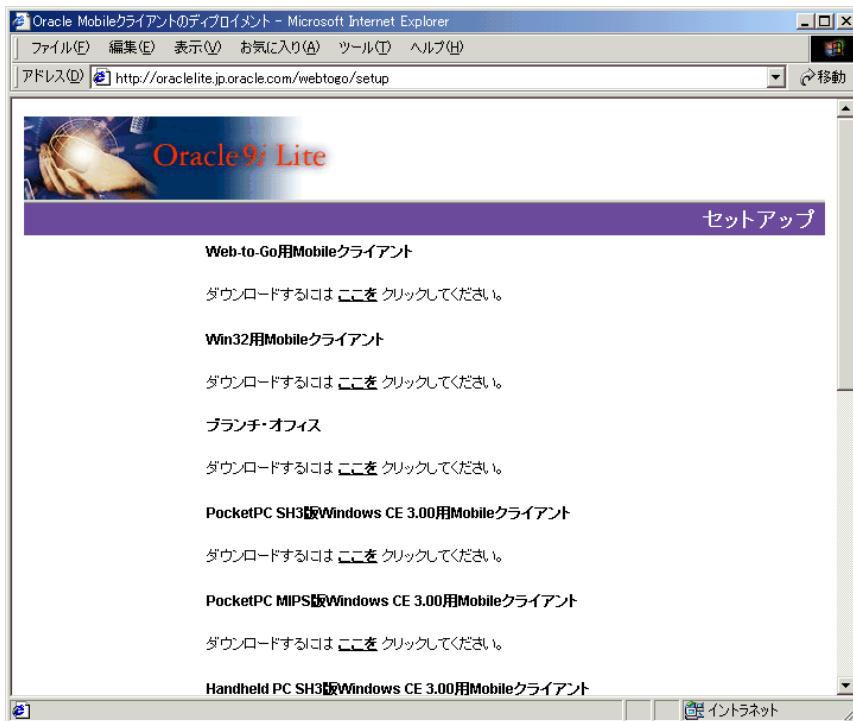 Oracle Mobileクライアントのディプロイメント - Microsoft Internet Explorer
ファイル(F) 編集(E) 表示(V) お気に入り(A) ツール(T) ヘルプ(H)
アドレス(D) http://oraclelite.jp.oracle.com/webtogo/setup 移動
Oracle9i Lite
セットアップ
Web-to-Go用Mobileクライアント
ダウンロードするには ここを クリックしてください。
Win32用Mobileクライアント
ダウンロードするには ここを クリックしてください。
ブランチ・オフィス
ダウンロードするには ここを クリックしてください。
PocketPC SH3版Windows CE 3.00用Mobileクライアント
ダウンロードするには ここを クリックしてください。
PocketPC MIPS版Windows CE 3.00用Mobileクライアント
ダウンロードするには ここを クリックしてください。
Handheld PC SH3版Windows CE 3.00用Mobileクライアント
イントラネット